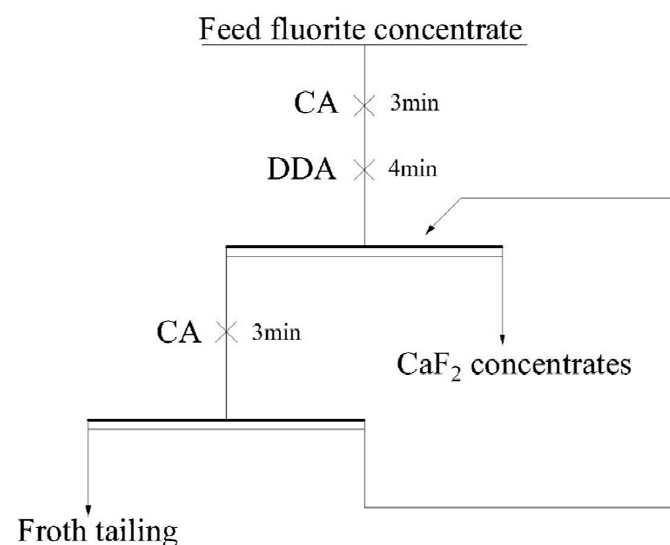 Feed fluorite concentrate
CA 3min
DDA 4min
CA 3min
CaF₂ concentrates
Froth tailing